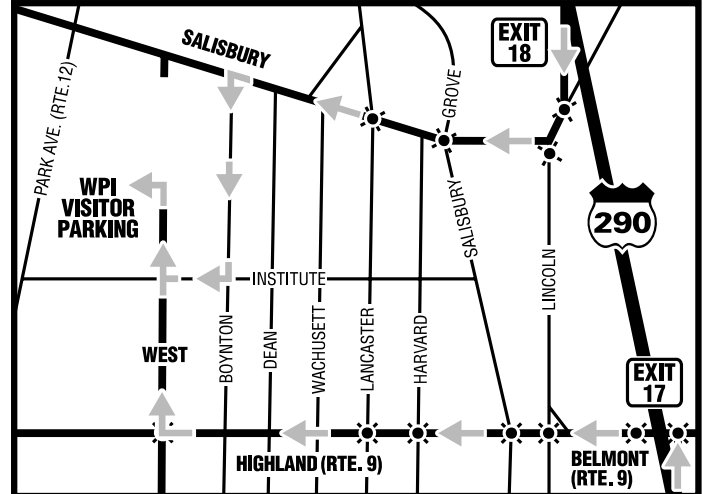 SALISBURY
EXIT
18
PARK AVE. (RTE.12)
GROVE
WPI
VISITOR
PARKING
290
SALISBURY
LINCOLN
INSTITUTE
BOYNTON
DEAN
WACHUSETT
LANCASTER
HARVARD
WEST
EXIT
17
HIGHLAND (RTE. 9)
BELMONT
(RTE. 9)